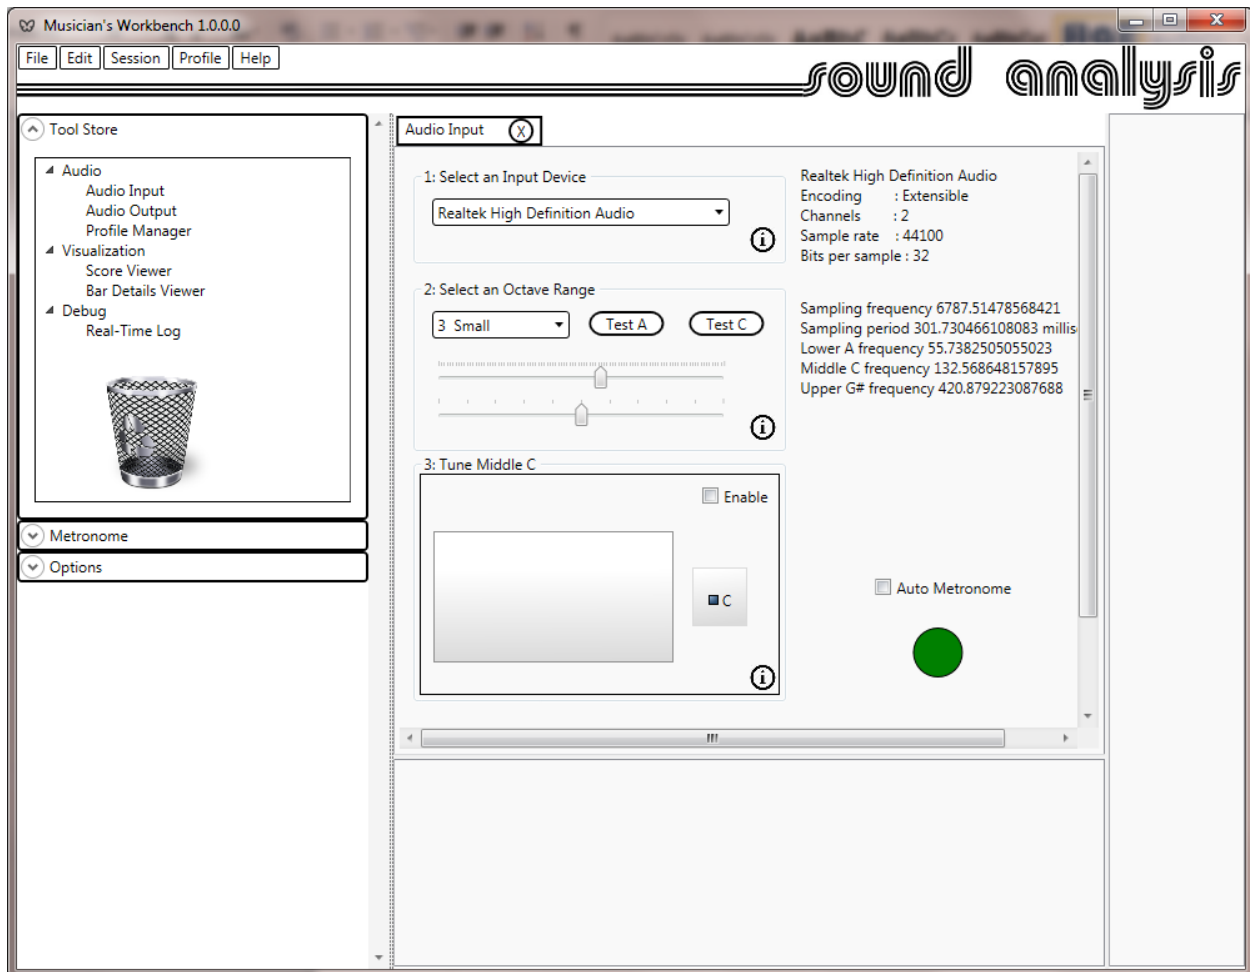 Musician's Workbench 1.0.0.0
File Edit Session Profile Help
sound analysis
Tool Store
Audio
Audio Input
Audio Output
Profile Manager
Visualization
Score Viewer
Bar Details Viewer
Debug
Real-Time Log
Metronome
Options
Audio Input X
1: Select an Input Device
Realtek High Definition Audio
i
2: Select an Octave Range
3 Small Test A Test C
i
3: Tune Middle C
Enable
C
i
Realtek High Definition Audio
Encoding : Extensible
Channels : 2
Sample rate : 44100
Bits per sample : 32
Sampling frequency 6787.51478568421
Sampling period 301.730466108083 millis
Lower A frequency 55.7382505055023
Middle C frequency 132.568648157895
Upper G# frequency 420.879223087688
Auto Metronome